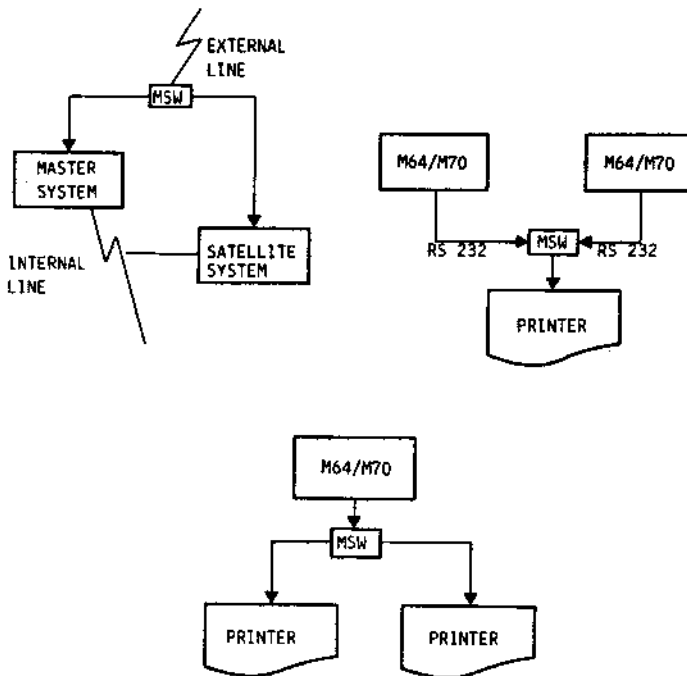 EXTERNAL
LINE
MSW
MASTER
SYSTEM
SATELLITE
SYSTEM
INTERNAL
LINE
M64/M70
M64/M70
RS 232
MSW
RS 232
PRINTER
M64/M70
MSW
PRINTER
PRINTER